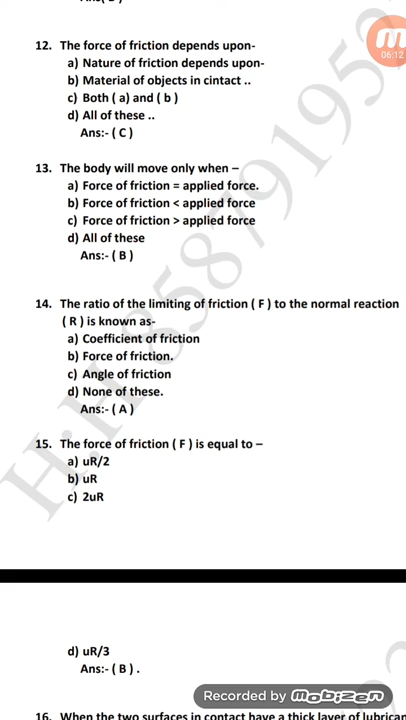 12. The force of friction depends upon-
a) Nature of friction depends upon-
b) Material of objects in cintact ..
c) Both ( a) and ( b )
d) All of these ..
Ans:- ( C )
13. The body will move only when –
a) Force of friction = applied force.
b) Force of friction < applied force
c) Force of friction > applied force
d) All of these
Ans:- ( B )
14. The ratio of the limiting of friction ( F ) to the normal reaction
( R ) is known as-
a) Coefficient of friction
b) Force of friction.
c) Angle of friction
d) None of these.
Ans:- ( A )
15. The force of friction ( F ) is equal to –
a) uR/2
b) uR
c) 2uR
d) uR/3
Ans:- ( B ) .
Recorded by Mobizen
16. When the two surfaces in contact have a thick layer of lubrican
06:12